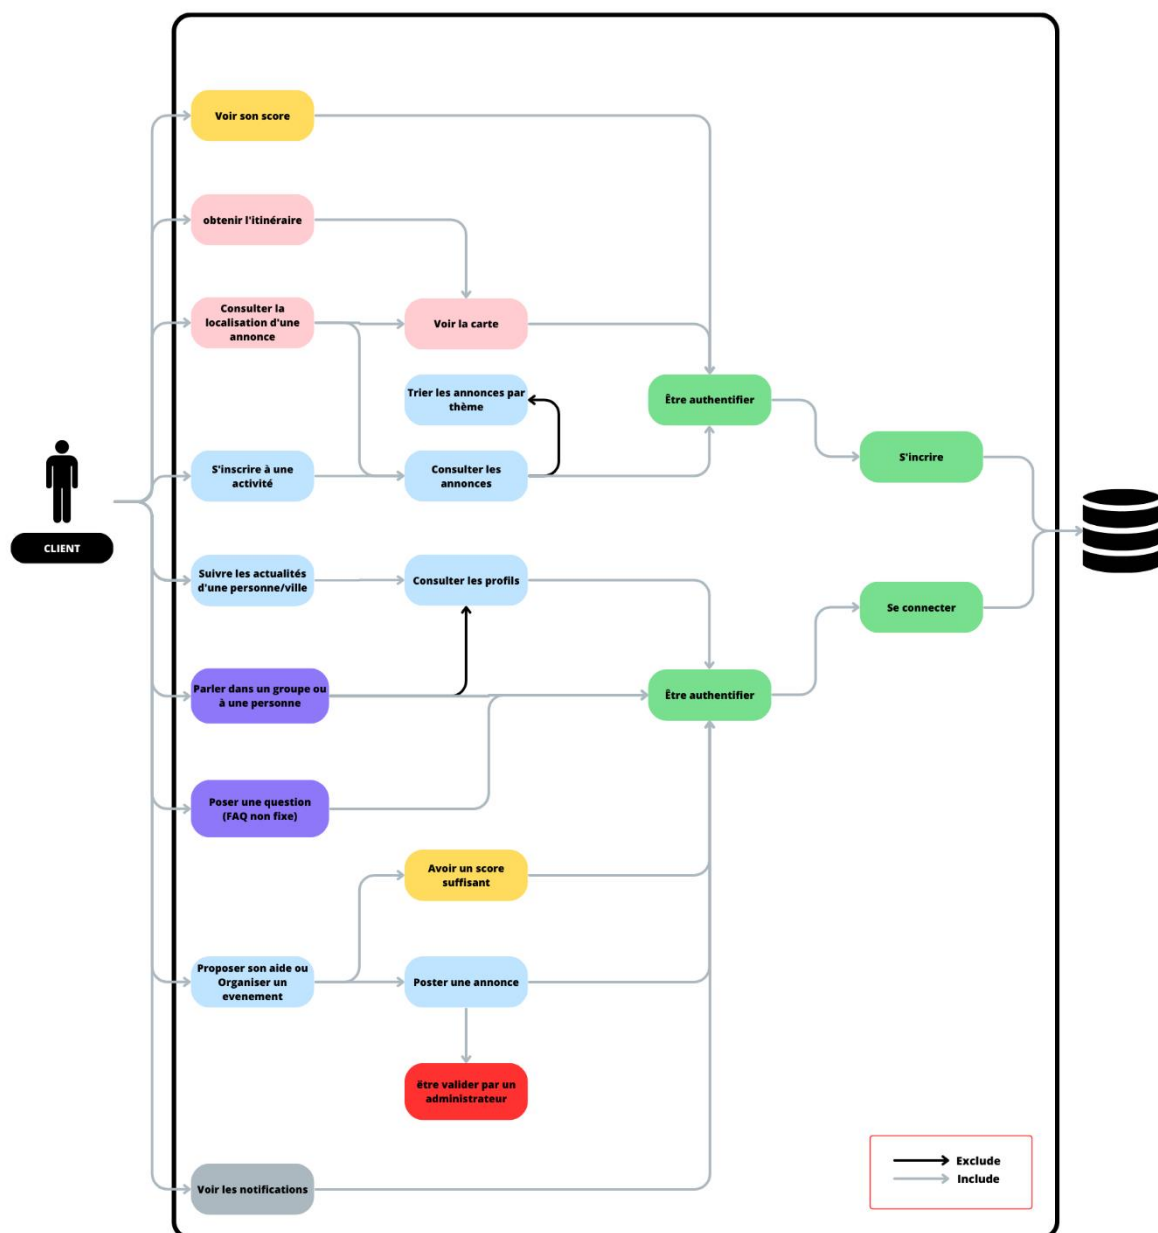 Voir son score
obtenir l'itinéraire
Consulter la
localisation d'une
annonce
Voir la carte
Trier les annonces par
thème
Être authentifier
S'incrire
S'inscrire à une
activité
Consulter les
annonces
CLIENT
Suivre les actualités
d'une personne/ville
Consulter les profils
Se connecter
Parler dans un groupe ou
à une personne
Être authentifier
Poser une question
(FAQ non fixe)
Avoir un score
suffisant
Proposer son aide ou
Organiser un
evenement
Poster une annonce
être valider par un
administrateur
Voir les notifications
Exclude
Include